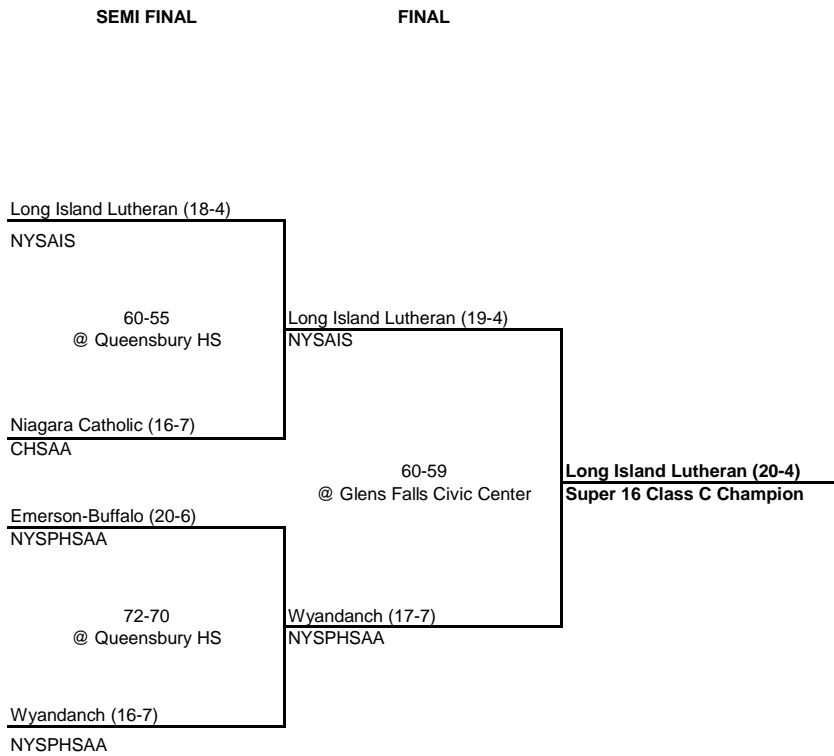 SEMI FINAL
FINAL
Long Island Lutheran (18-4)
NYSAIS
60-55
@ Queensbury HS
Long Island Lutheran (19-4)
NYSAIS
Niagara Catholic (16-7)
CHSAA
60-59
@ Glens Falls Civic Center
Long Island Lutheran (20-4)
Super 16 Class C Champion
Emerson-Buffalo (20-6)
NYSPHSAA
72-70
@ Queensbury HS
Wyandanch (17-7)
NYSPHSAA
Wyandanch (16-7)
NYSPHSAA